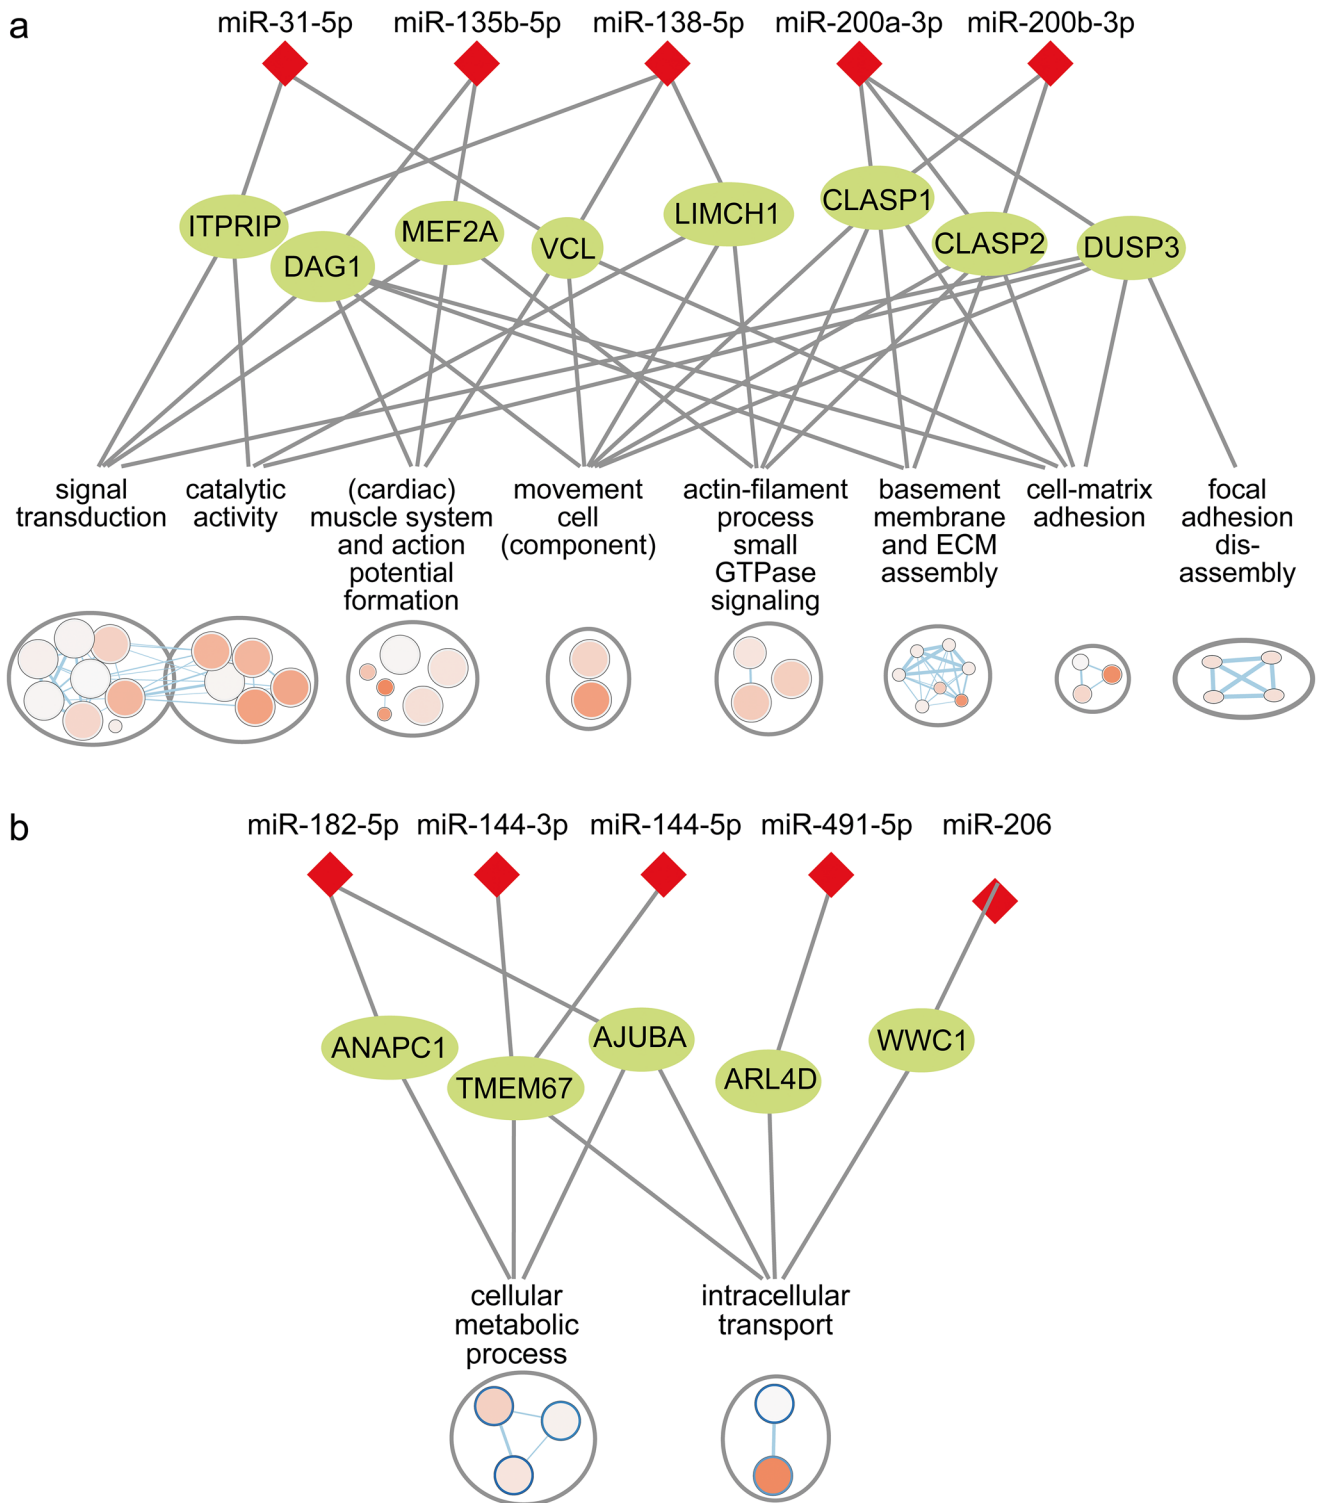 a
miR-31-5p miR-135b-5p miR-138-5p miR-200a-3p miR-200b-3p
ITPRIP DAG1 MEF2A VCL LIMCH1 CLASP1 CLASP2 DUSP3
signal
transduction
catalytic
activity
(cardiac)
muscle system
and action
potential
formation
movement
cell
(component)
actin-filament
process
small
GTPase
signaling
basement
membrane
and ECM
assembly
cell-matrix
adhesion
focal
adhesion
dis-
assembly
b
miR-182-5p miR-144-3p miR-144-5p miR-491-5p miR-206
ANAPC1 TMEM67 AJUBA ARL4D WWC1
cellular
metabolic
process
intracellular
transport